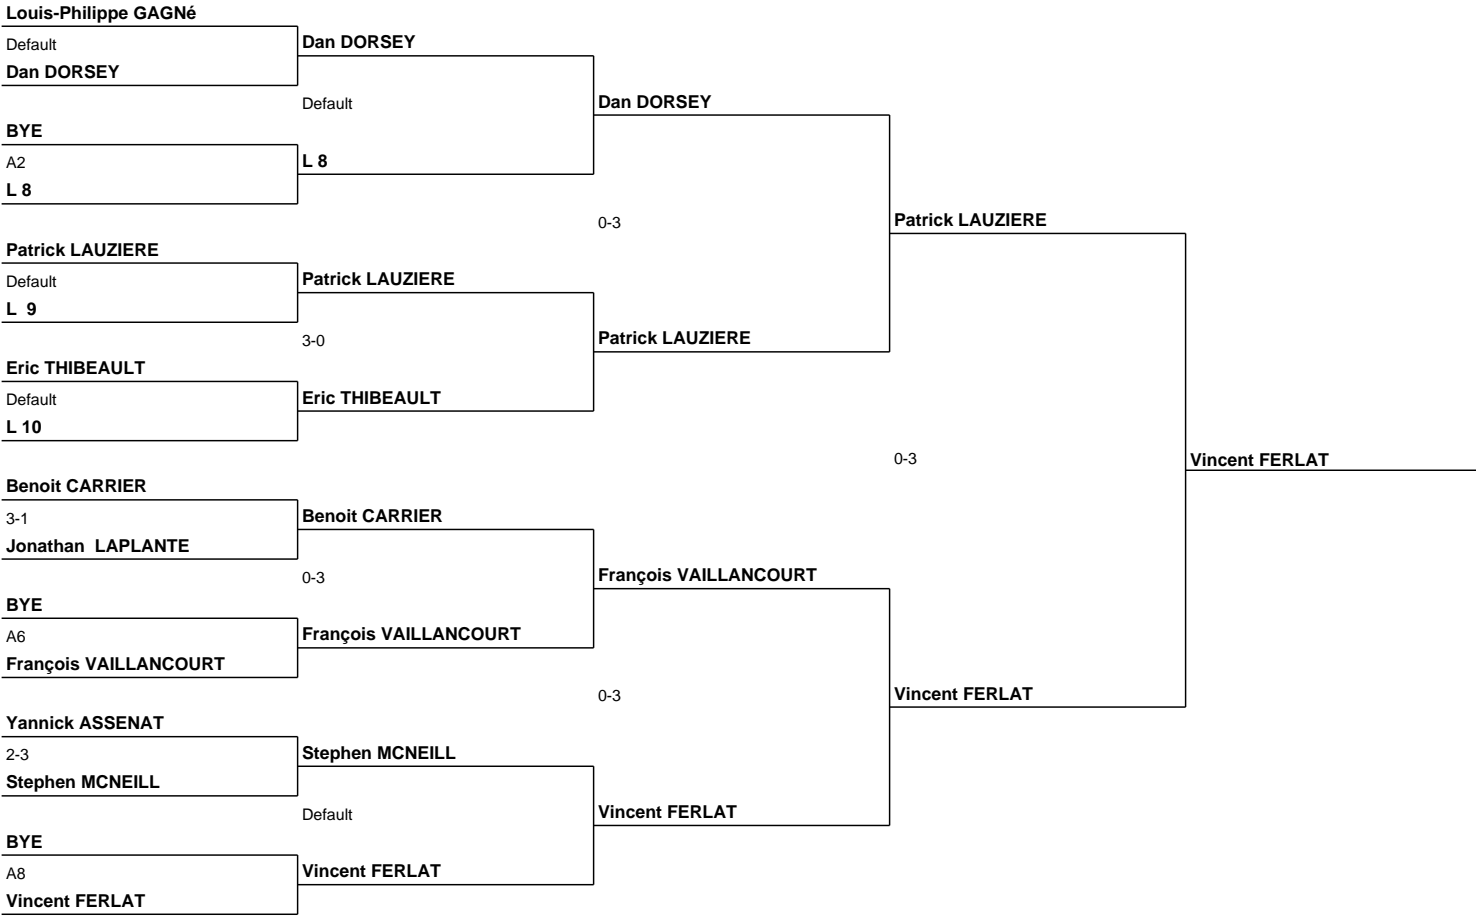 Louis-Philippe GAGNé
Default
Dan DORSEY
Dan DORSEY
Default
Dan DORSEY
BYE
A2
L 8
L 8
0-3
Patrick LAUZIERE
Patrick LAUZIERE
Default
Patrick LAUZIERE
L 9
3-0
Patrick LAUZIERE
Eric THIBEAULT
Default
Eric THIBEAULT
L 10
0-3
Vincent FERLAT
Benoit CARRIER
3-1
Benoit CARRIER
Jonathan LAPLANTE
0-3
François VAILLANCOURT
BYE
A6
François VAILLANCOURT
François VAILLANCOURT
0-3
Vincent FERLAT
Yannick ASSENAT
2-3
Stephen MCNEILL
Stephen MCNEILL
Default
Vincent FERLAT
BYE
A8
Vincent FERLAT
Vincent FERLAT